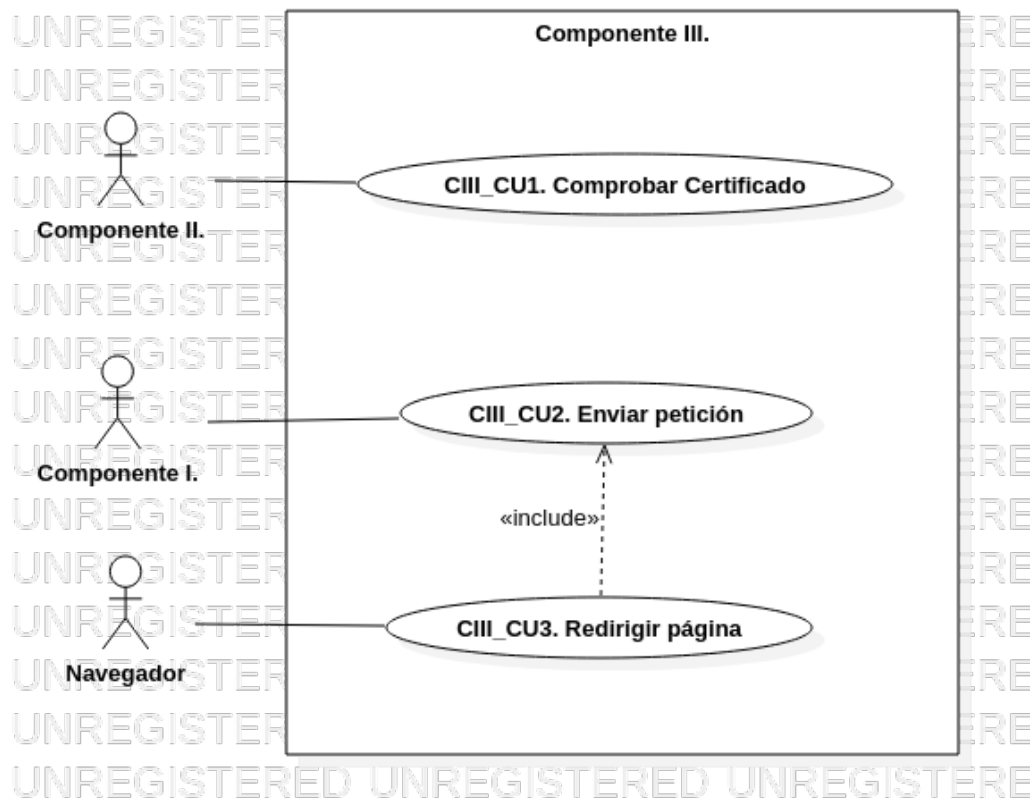 Componente III.
CIII_CU1. Comprobar Certificado
Componente II.
CIII_CU2. Enviar petición
Componente I.
«include»
CIII_CU3. Redirigir página
Navegador
UNREGISTERED UNREGISTERED UNREGISTERE